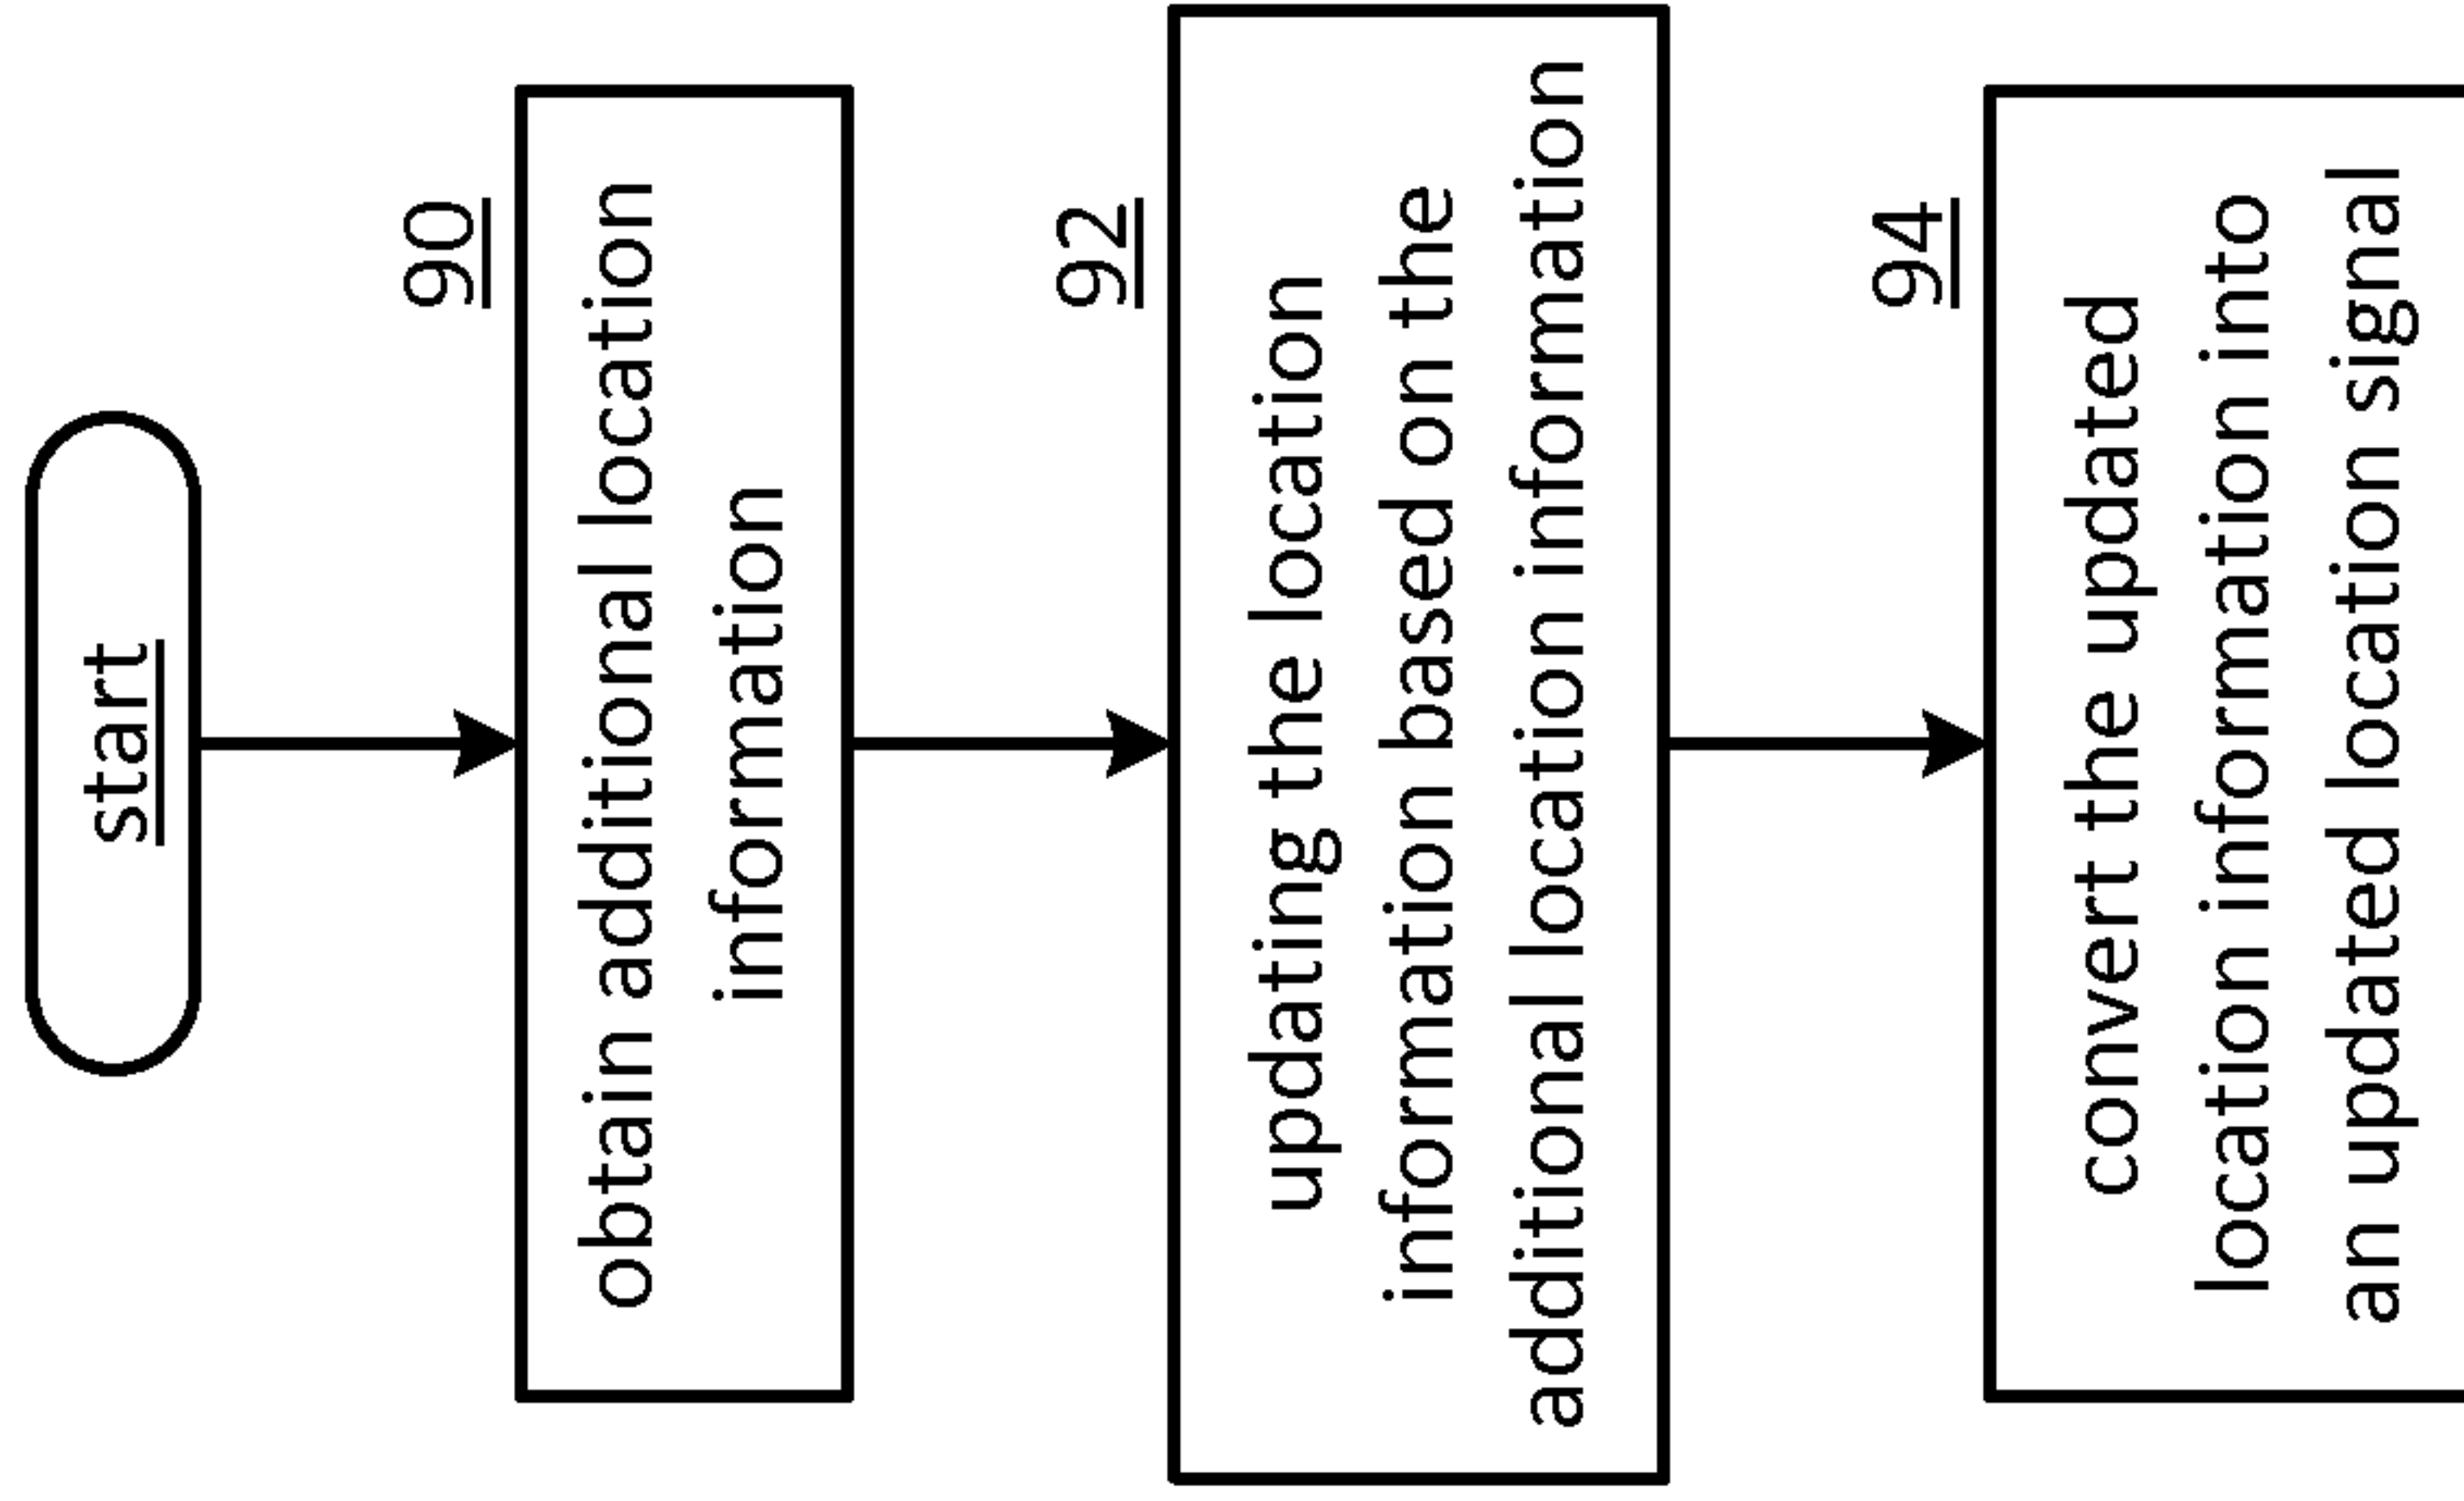 start
90
obtain additional location
information
92
updating the location
information based on the
additional location information
94
convert the updated
location information into
an updated location signal